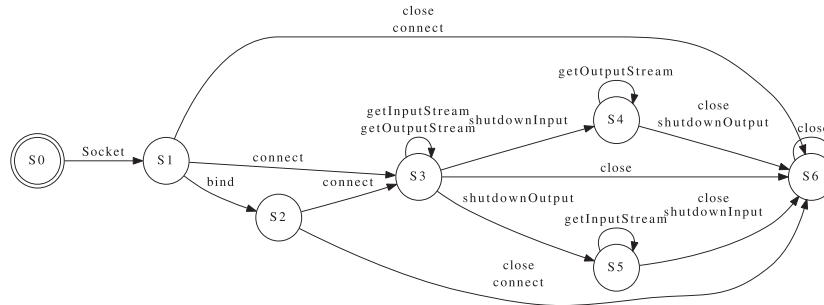 close
connect
getOutputStream
S4
getInputStream
getOutputStream
shutdownInput
close
shutdownOutput
close
S0
Socket
S1
connect
S3
close
S6
bind
connect
S2
shutdownOutput
getInputStream
S5
close
shutdownInput
close
connect